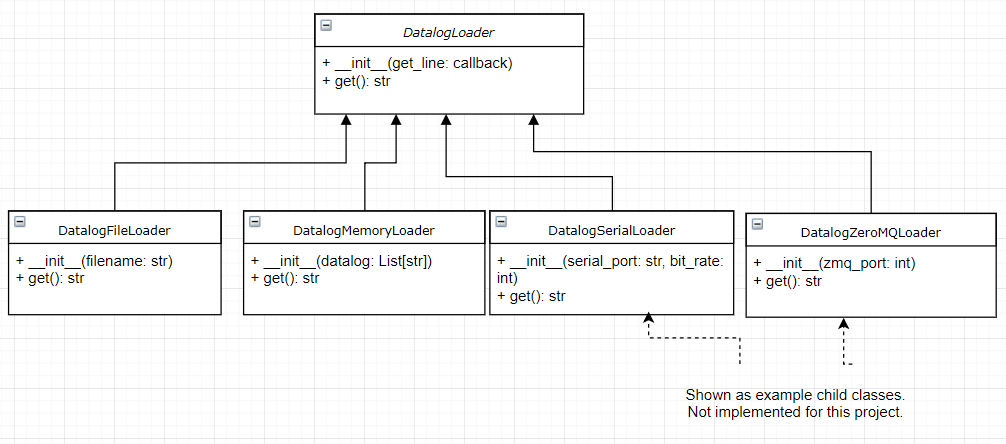 DatalogLoader
+ __init__(get_line: callback)
+ get(): str
DatalogFileLoader
+ __init__(filename: str)
+ get(): str
DatalogMemoryLoader
+ __init__(datalog: List[str])
+ get(): str
DatalogSerialLoader
+ __init__(serial_port: str, bit_rate:
int)
+ get(): str
DatalogZeroMQLoader
+ __init__(zmq_port: int)
+ get(): str
Shown as example child classes.
Not implemented for this project.